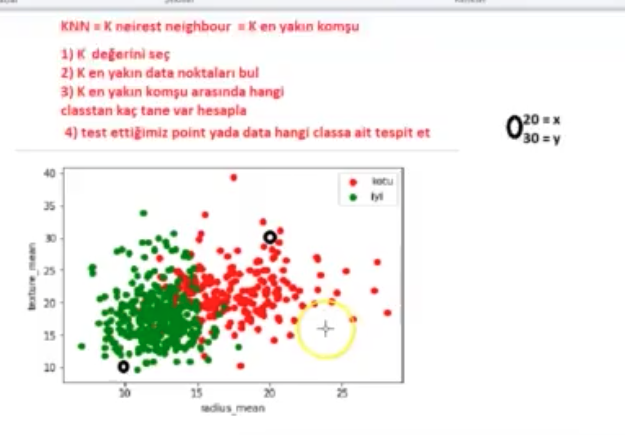 KNN = K neirest neighbour = K en yakın komşu
1) K değerini seç
2) K en yakın data noktaları bul
3) K en yakın komşu arasında hangi
classtan kaç tane var hesapla
4) test ettiğimiz point yada data hangi classa ait tespit et
20 = x
30 = y
kotu
iyi
40
35
30
25
20
15
10
texture_mean
10 15 20 25
radius_mean